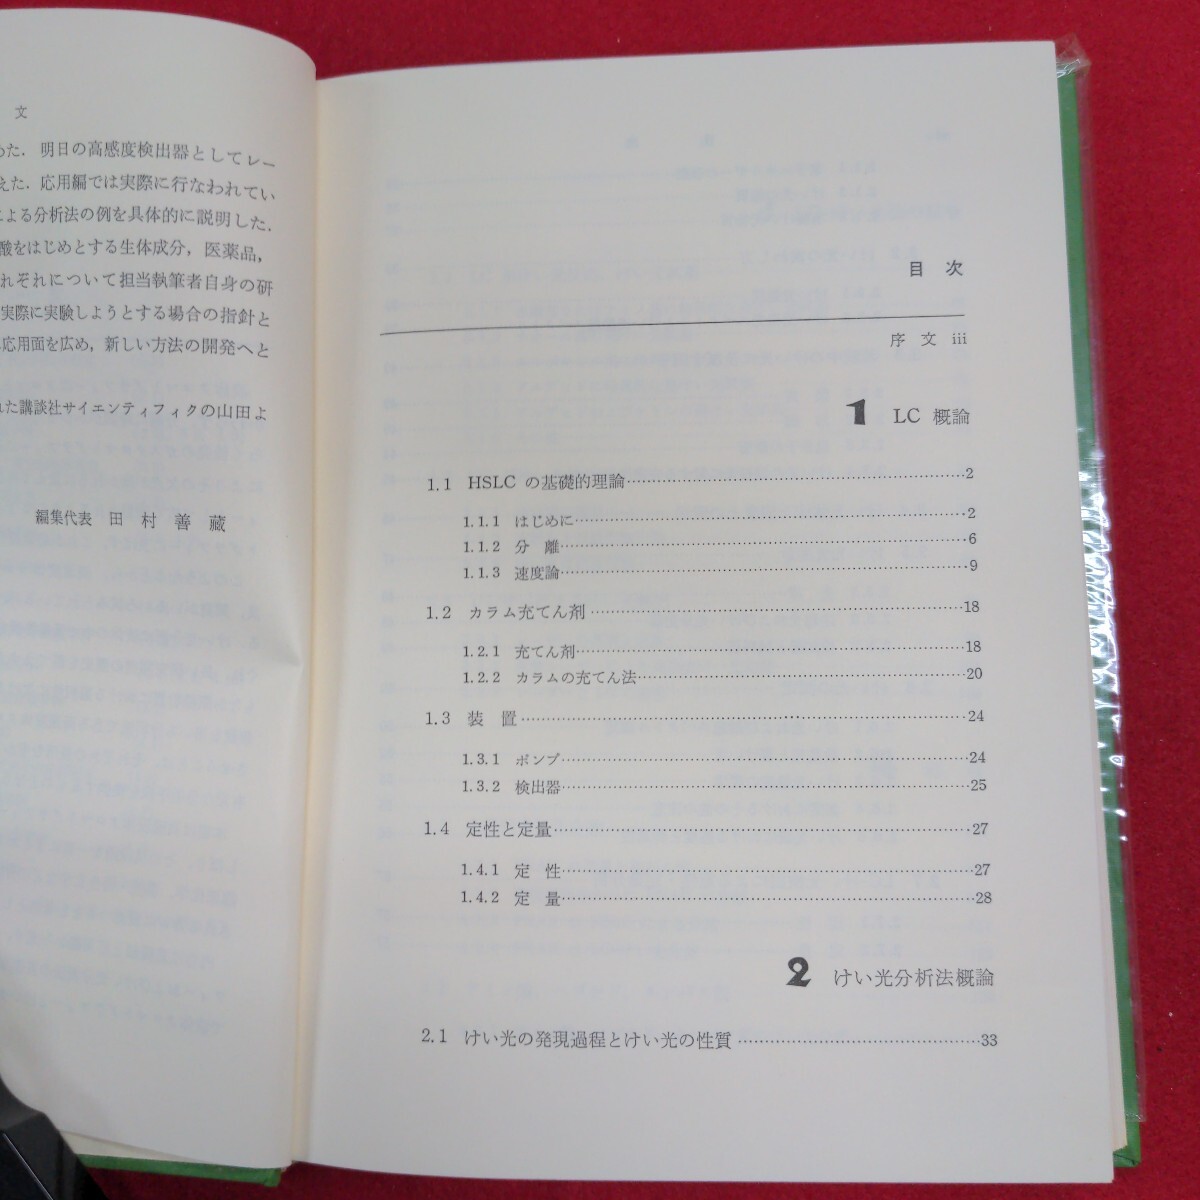 文
めた．明日の高感度検出器としてレー
えた．応用編では実際に行なわれてい
による分析法の例を具体的に説明した．
酸をはじめとする生体成分，医薬品，
れぞれについて担当執筆者自身の研
実際に実験しようとする場合の指針と
応用面を広め，新しい方法の開発へと
れた講談社サイエンティフィクの山田よ
編集代表 田村善蔵
目次
序文 iii
1 LC 概論
1.1 HSLC の基礎的理論……2
1.1.1 はじめに……2
1.1.2 分離……6
1.1.3 速度論……9
1.2 カラム充てん剤……18
1.2.1 充てん剤……18
1.2.2 カラムの充てん法……20
1.3 装置……24
1.3.1 ポンプ……24
1.3.2 検出器……25
1.4 定性と定量……27
1.4.1 定性……27
1.4.2 定量……28
2 けい光分析法概論
2.1 けい光の発現過程とけい光の性質……33